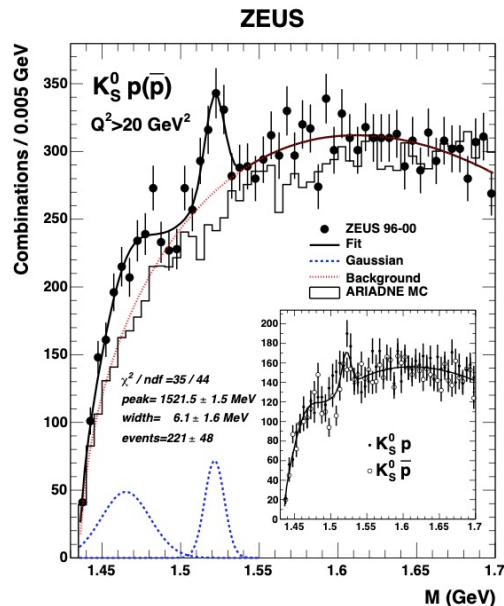 ZEUS
Combinations / 0.005 GeV
350
300
250
200
150
100
50
0
K⁰_S p(p̅)
Q²>20 GeV²
ZEUS 96-00
Fit
Gaussian
Background
ARIADNE MC
χ² / ndf =35 / 44
peak= 1521.5 ± 1.5 MeV
width= 6.1 ± 1.6 MeV
events=221 ± 48
200
180
160
140
120
100
80
60
40
20
0
K⁰_S p
K⁰_S p̅
1.45 1.5 1.55 1.6 1.65 1.7
1.45 1.5 1.55 1.6 1.65 1.7
M (GeV)